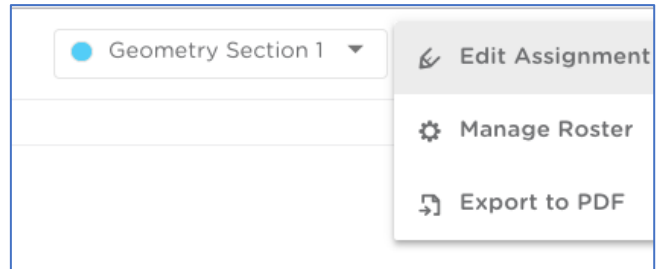 Geometry Section 1
Edit Assignment
Manage Roster
Export to PDF